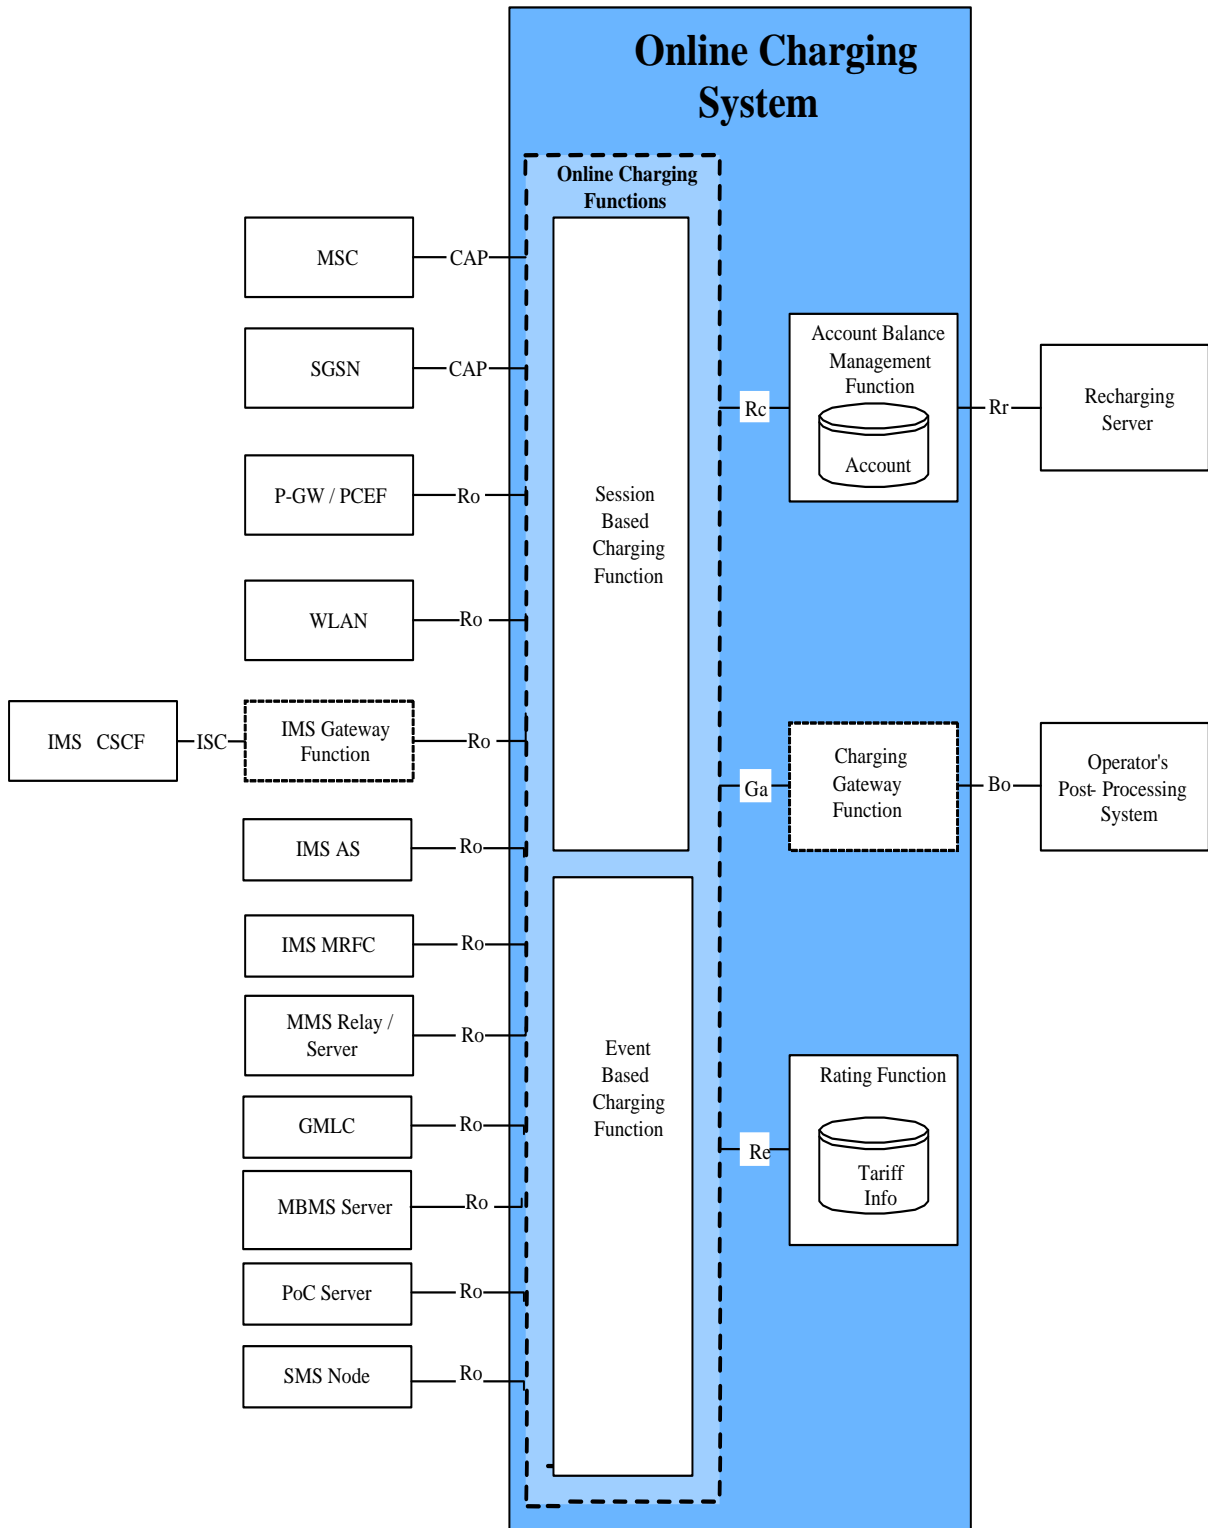 Online Charging
System
Online Charging
Functions
MSC
CAP
SGSN
CAP
P-GW / PCEF
Ro
WLAN
Ro
IMS CSCF
ISC
IMS Gateway
Function
Ro
IMS AS
Ro
IMS MRFC
Ro
MMS Relay /
Server
Ro
GMLC
Ro
MBMS Server
Ro
PoC Server
Ro
SMS Node
Ro
Session
Based
Charging
Function
Event
Based
Charging
Function
Rc
Account Balance
Management
Function
Account
Rr
Recharging
Server
Ga
Charging
Gateway
Function
Bo
Operator's
Post- Processing
System
Re
Rating Function
Tariff
Info